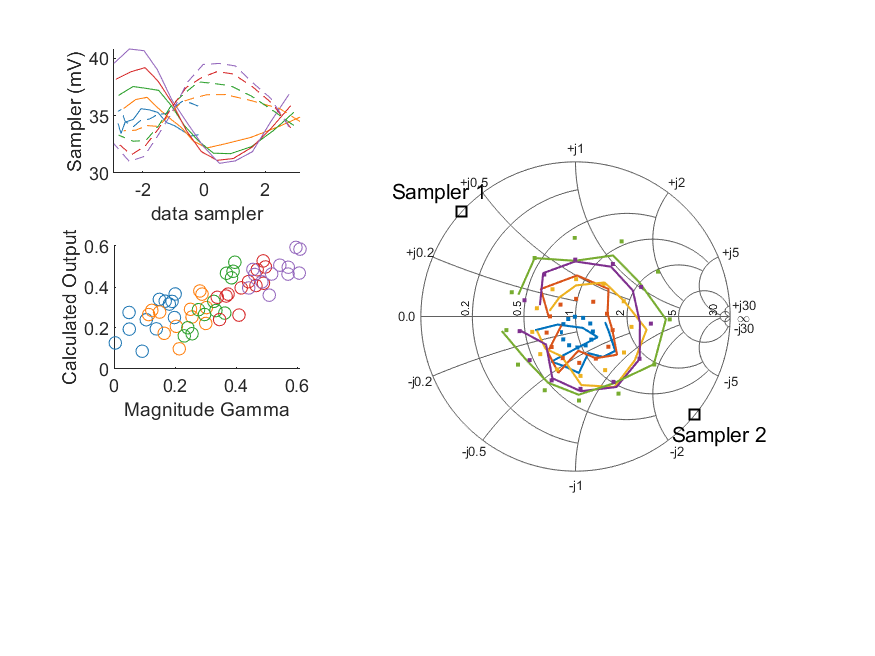 Sampler (mV)
40
35
30
-2
0
2
data sampler
Calculated Output
0.6
0.4
0.2
0
0
0.2
0.4
0.6
Magnitude Gamma
+j1
+j0.5
+j2
Sampler 1
+j0.2
+j5
0.0
0.2
0.5
1
2
5
30
+j30
∞
-j30
-j0.2
-j5
Sampler 2
-j0.5
-j2
-j1